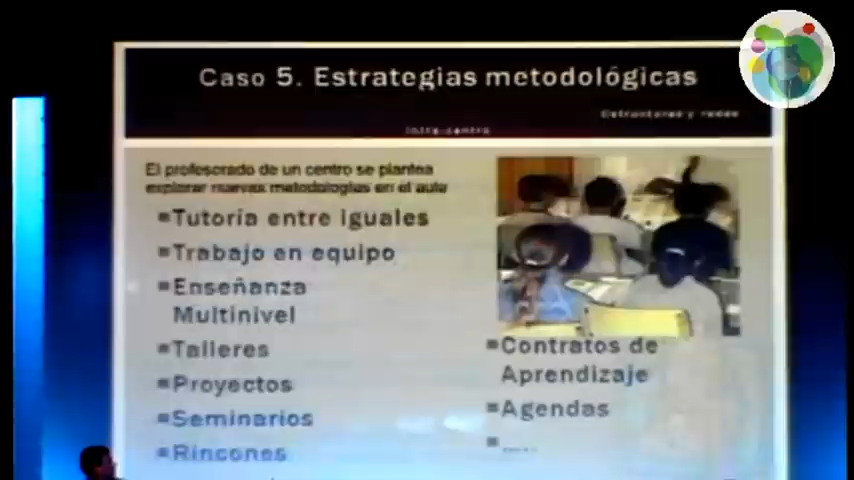 Caso 5. Estrategias metodológicas
Estructuras y redes
Intra-centro
El profesorado de un centro se plantea
explorar nuevas metodologías en el aula
Tutoría entre iguales
Trabajo en equipo
Enseñanza
Multinivel
Talleres
Proyectos
Seminarios
Rincones
Contratos de
Aprendizaje
Agendas
.....